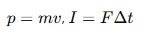 p = mv, I = FΔt